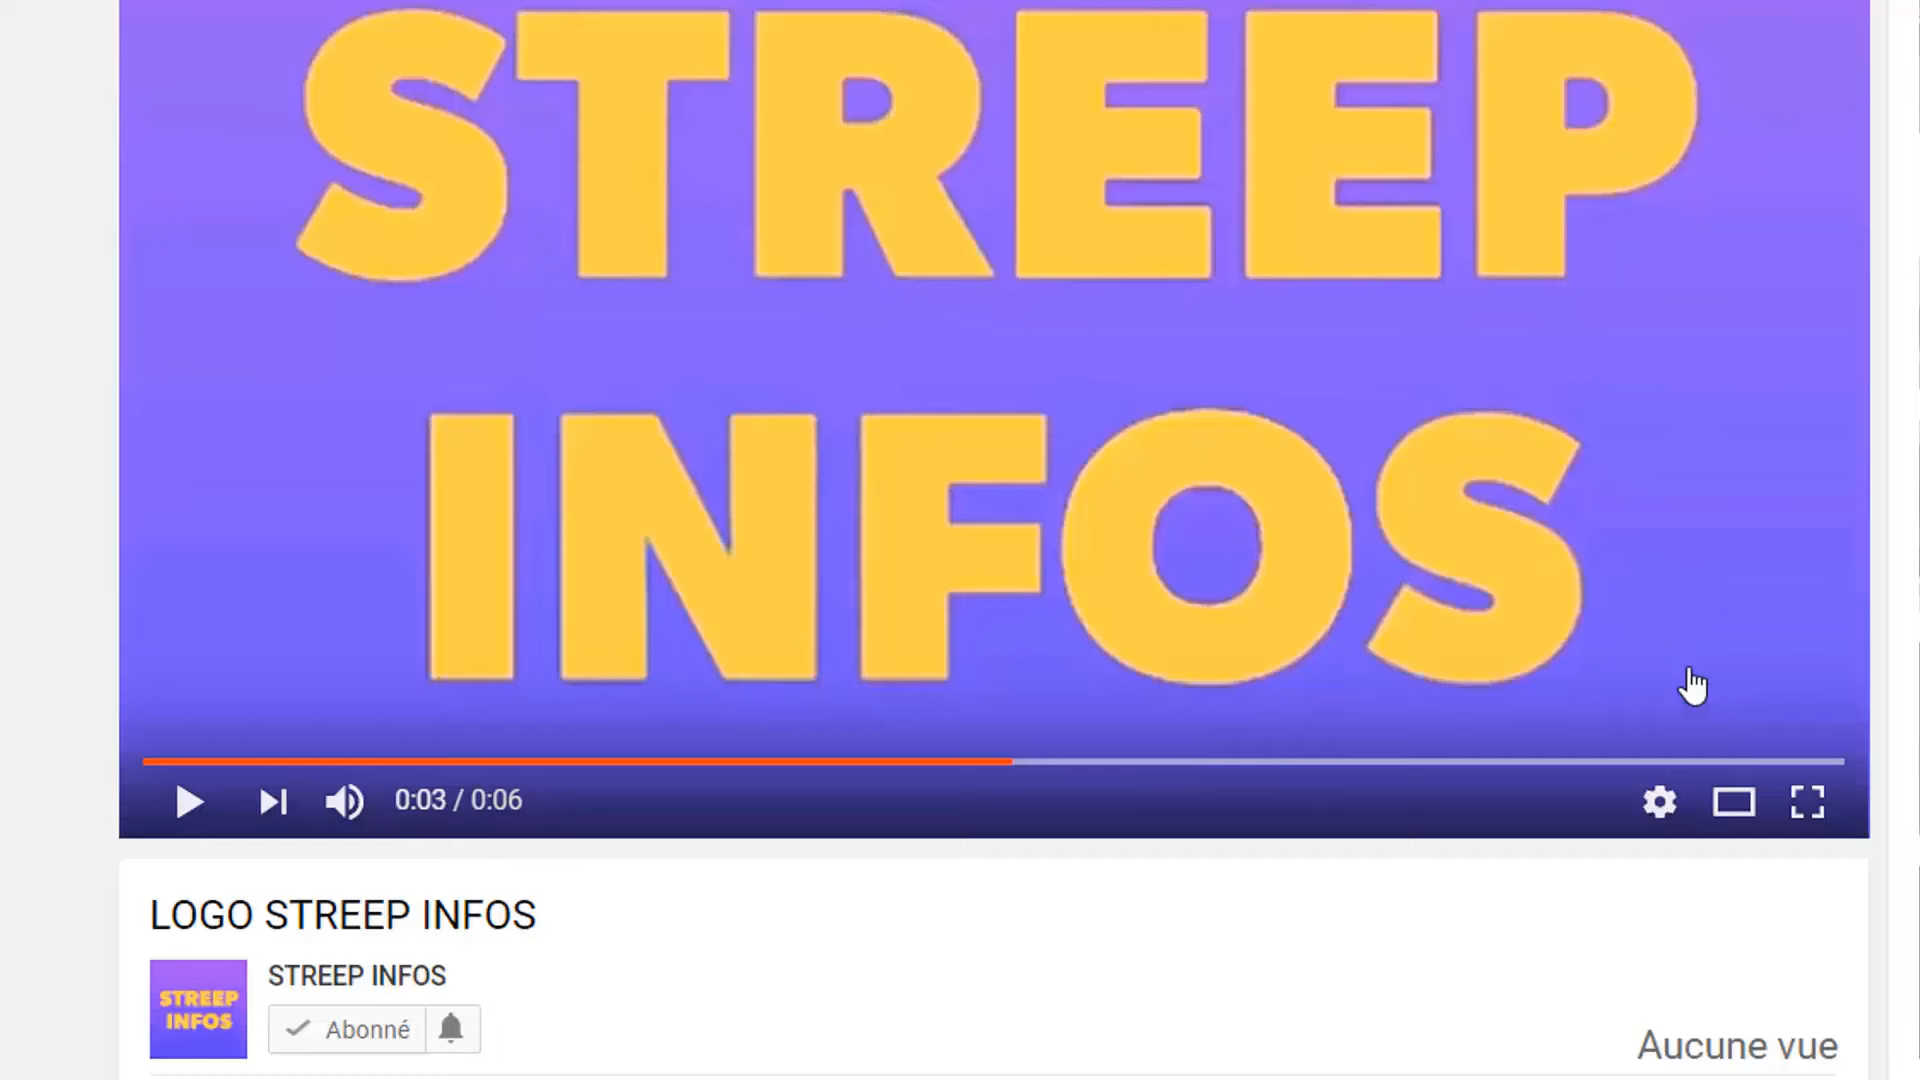 STREEP
INFOS
0:03 / 0:06
LOGO STREEP INFOS
STREEP INFOS
STREEP
INFOS
Abonné
Aucune vue